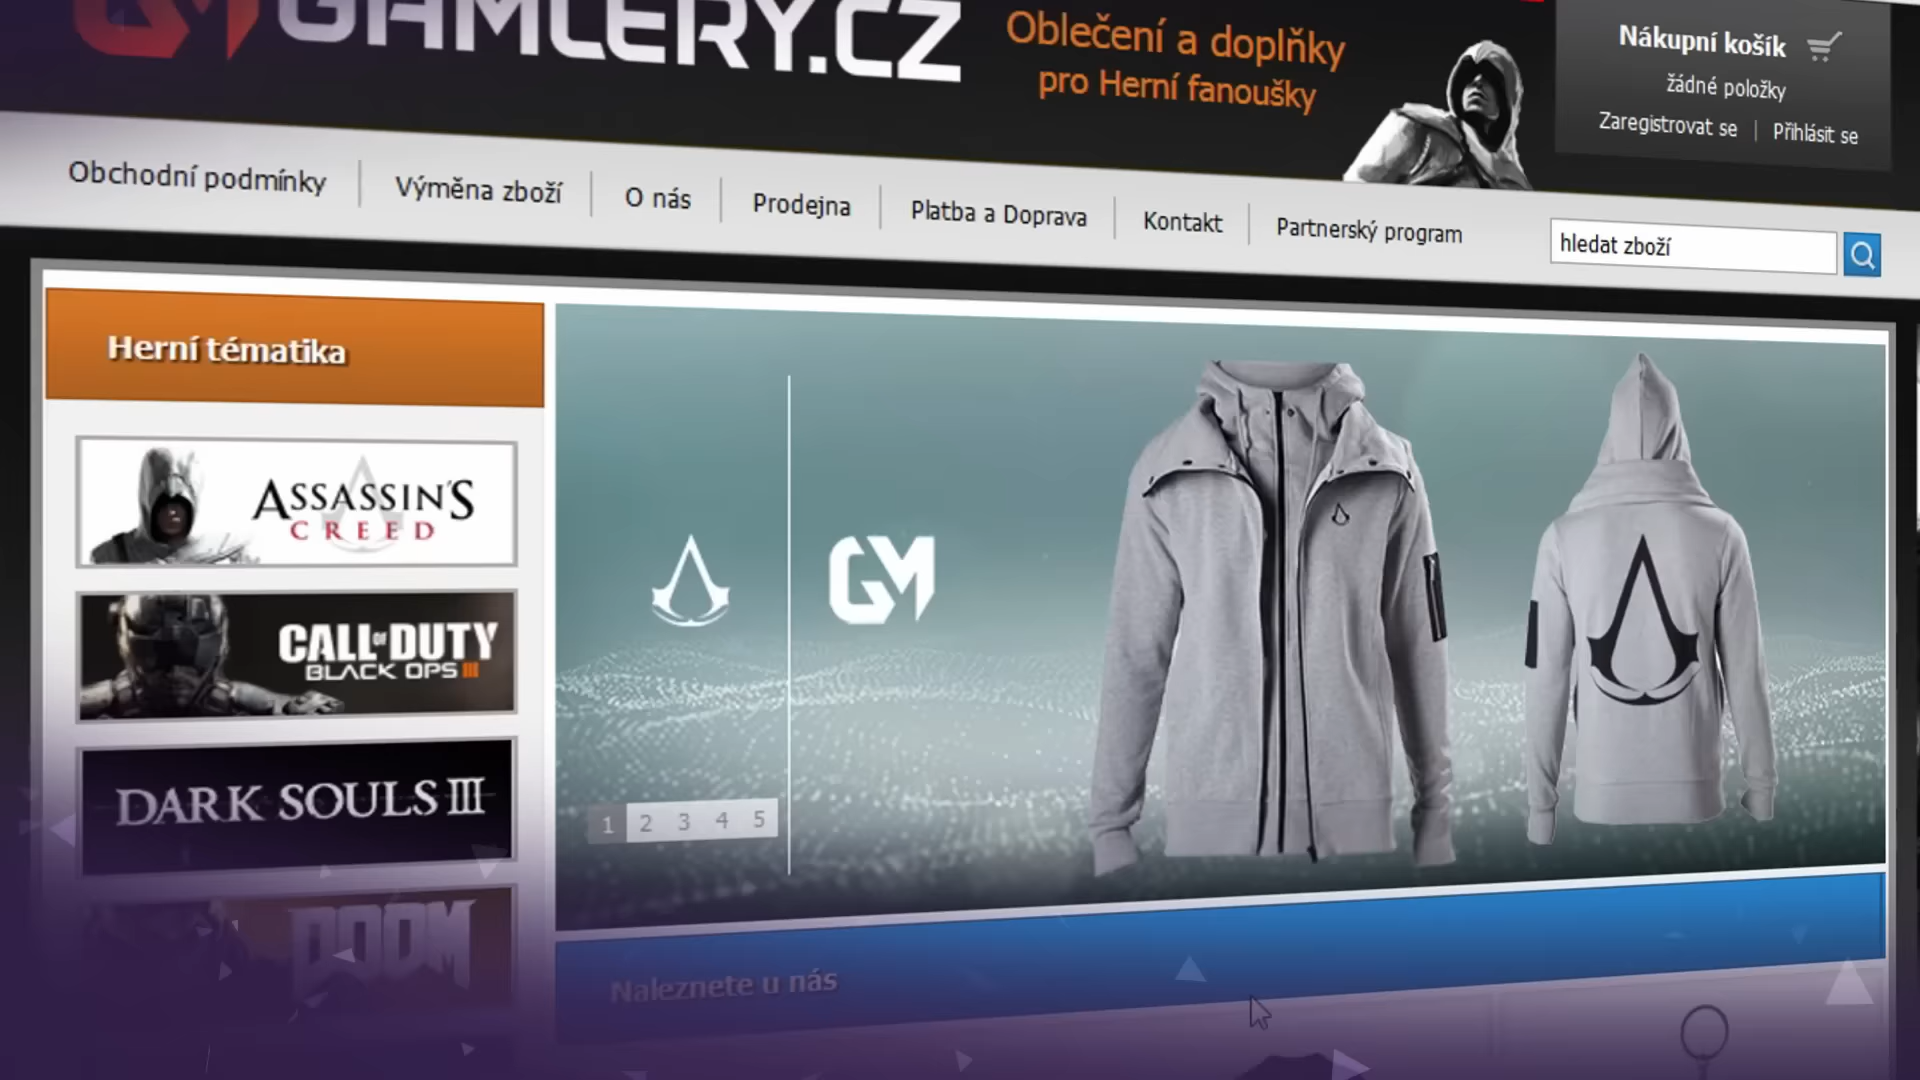 GAMLERY.CZ
Oblečení a doplňky
pro Herní fanoušky
Nákupní košík
žádné položky
Zaregistrovat se | Přihlásit se
Obchodní podmínky | Výměna zboží | O nás | Prodejna | Platba a Doprava | Kontakt | Partnerský program
hledat zboží
Herní tématika
ASSASSIN'S
CREED
CALL OF DUTY
BLACK OPS III
DARK SOULS III
DOOM
GM
1 2 3 4 5
Naleznete u nás